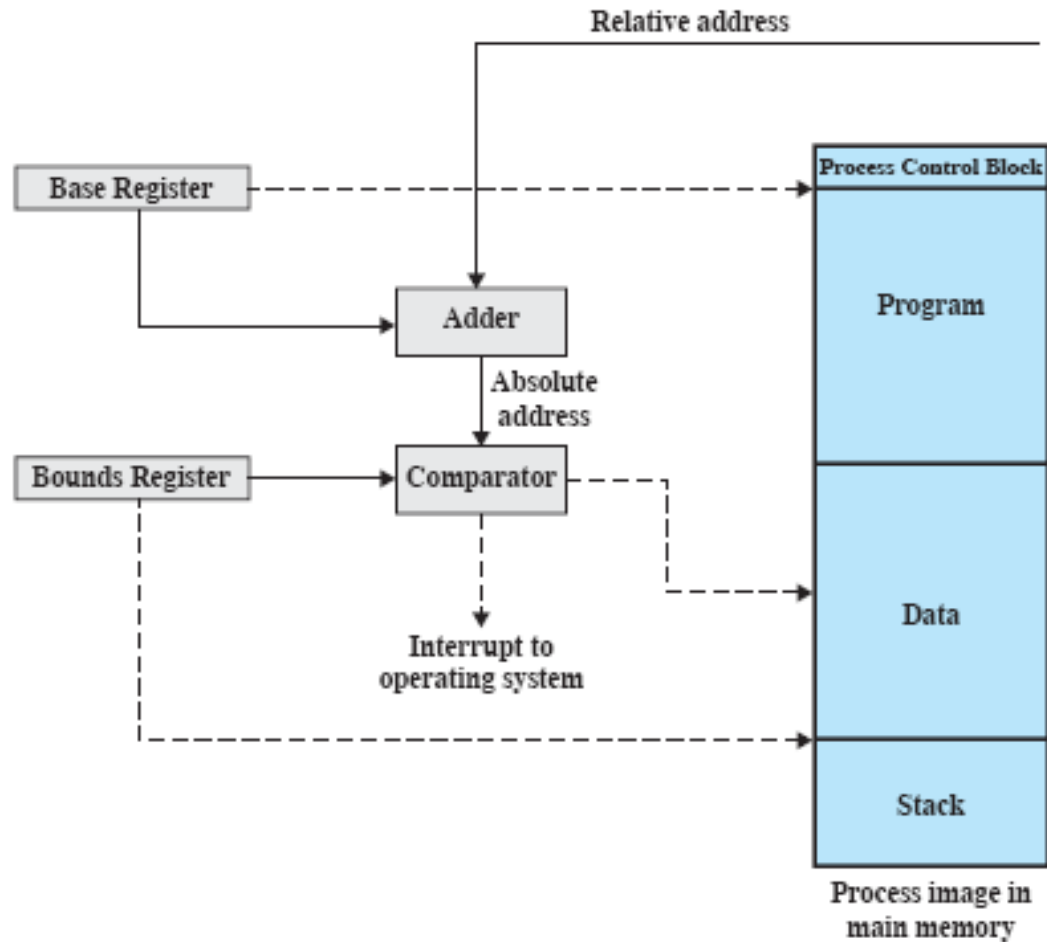 Relative address
Process Control Block
Base Register
Program
Adder
Absolute
address
Bounds Register
Comparator
Data
Interrupt to
operating system
Stack
Process image in
main memory